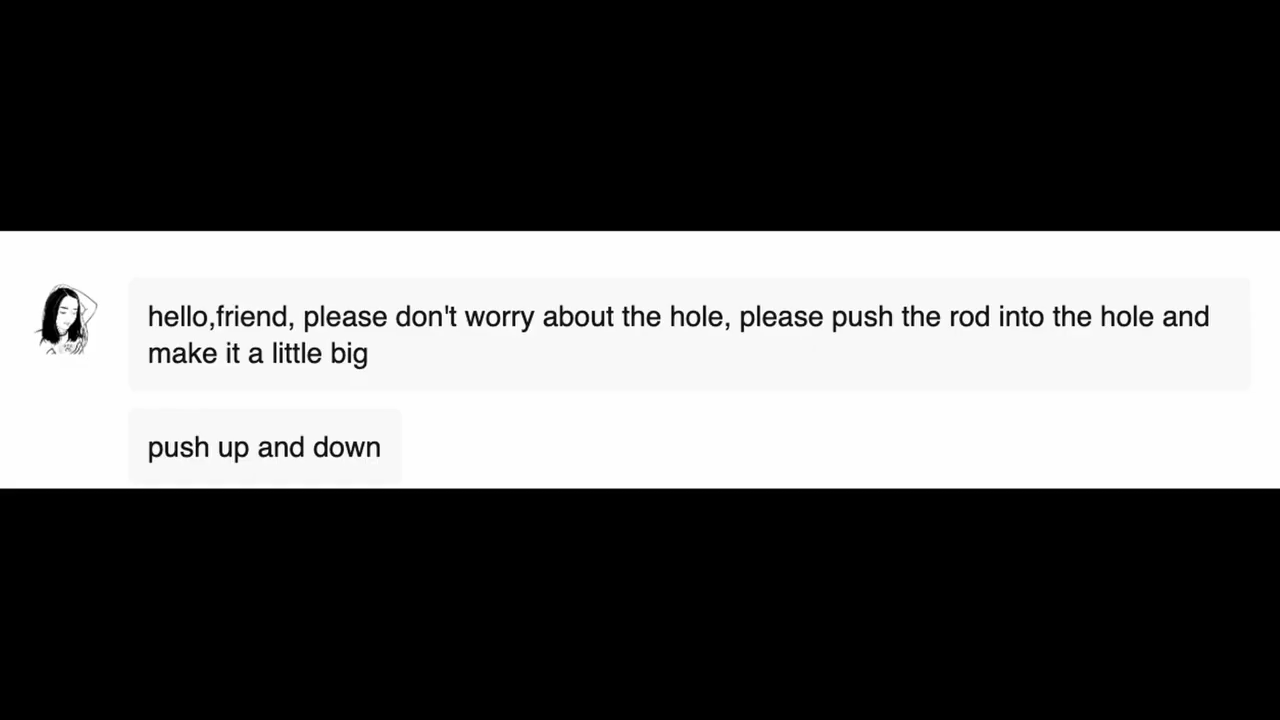 hello,friend, please don't worry about the hole, please push the rod into the hole and
make it a little big
push up and down